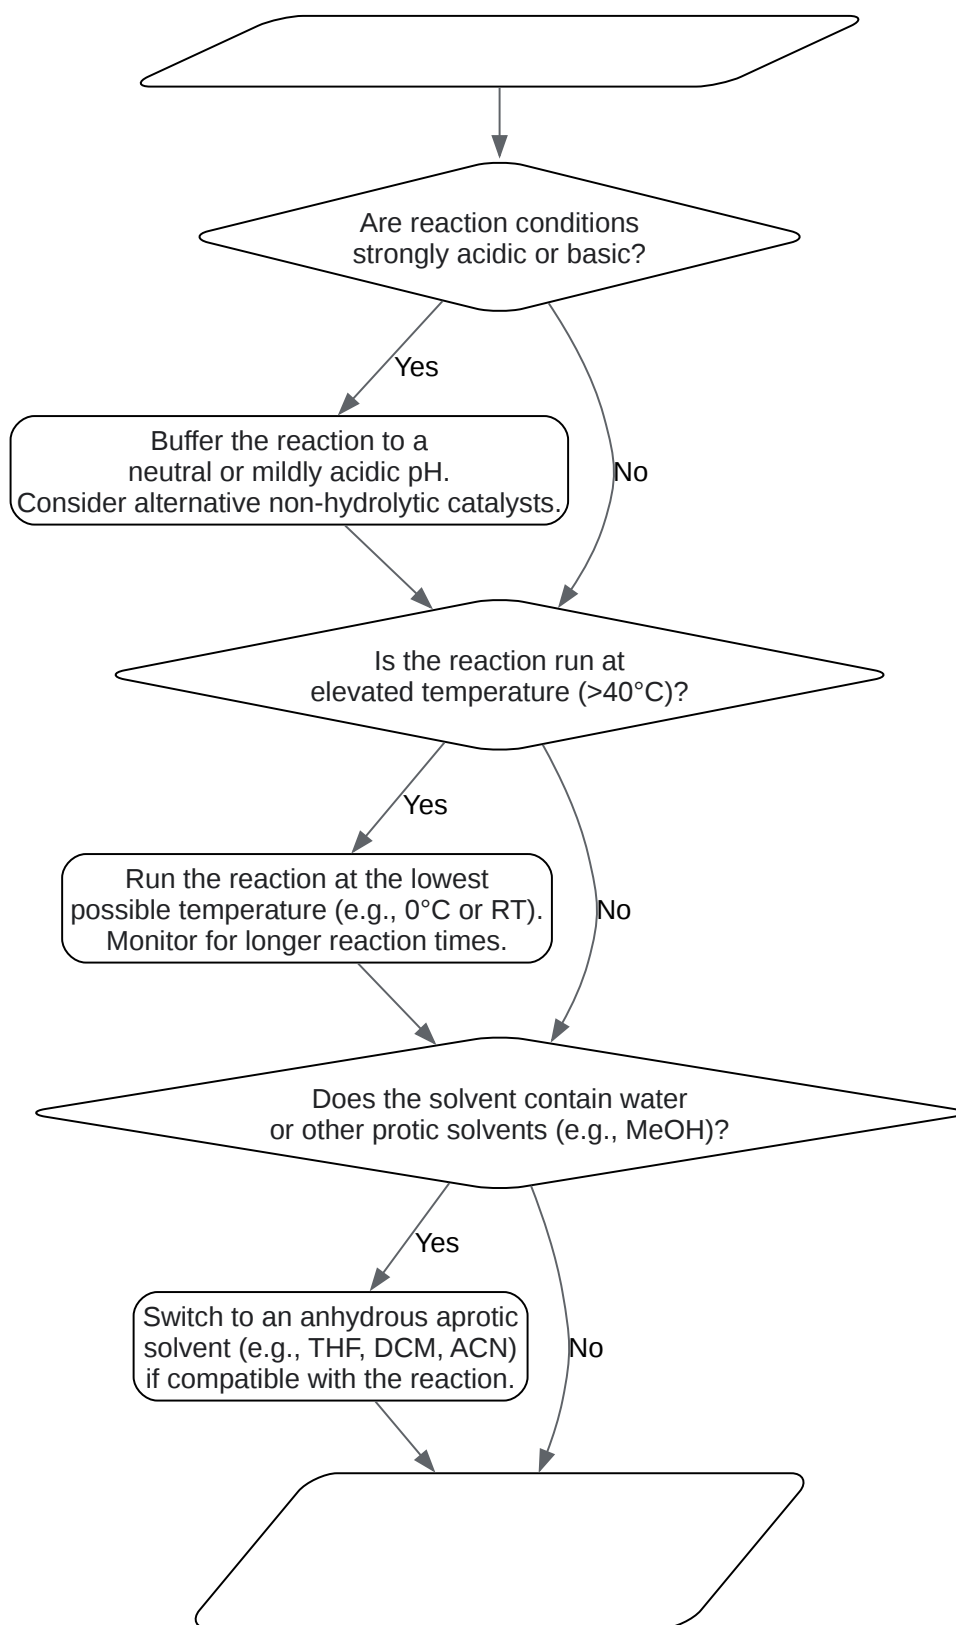 Are reaction conditions
strongly acidic or basic?
Yes
Buffer the reaction to a
neutral or mildly acidic pH.
Consider alternative non-hydrolytic catalysts.
No
Is the reaction run at
elevated temperature (>40°C)?
Yes
Run the reaction at the lowest
possible temperature (e.g., 0°C or RT).
Monitor for longer reaction times.
No
Does the solvent contain water
or other protic solvents (e.g., MeOH)?
Yes
Switch to an anhydrous aprotic
solvent (e.g., THF, DCM, ACN)
if compatible with the reaction.
No